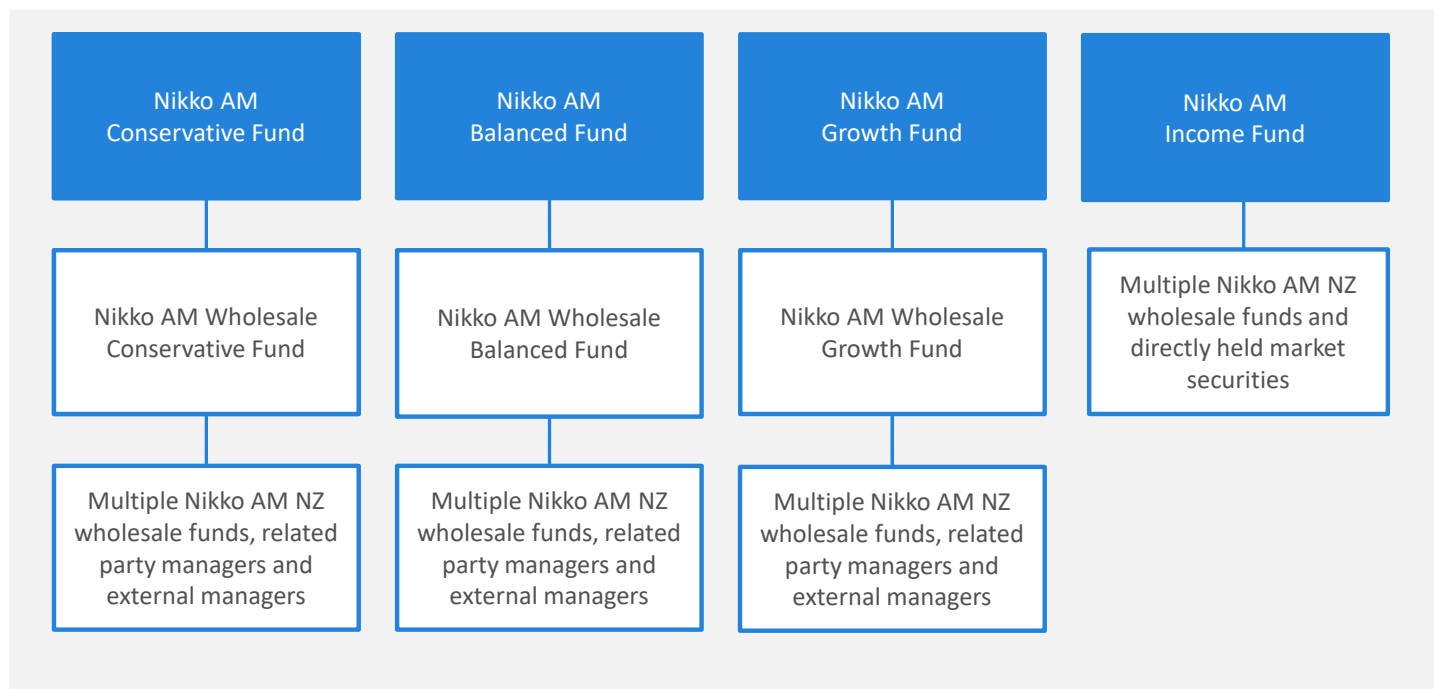 Nikko AM
Conservative Fund
Nikko AM
Balanced Fund
Nikko AM
Growth Fund
Nikko AM
Income Fund
Nikko AM Wholesale
Conservative Fund
Nikko AM Wholesale
Balanced Fund
Nikko AM Wholesale
Growth Fund
Multiple Nikko AM NZ
wholesale funds and
directly held market
securities
Multiple Nikko AM NZ
wholesale funds, related
party managers and
external managers
Multiple Nikko AM NZ
wholesale funds, related
party managers and
external managers
Multiple Nikko AM NZ
wholesale funds, related
party managers and
external managers